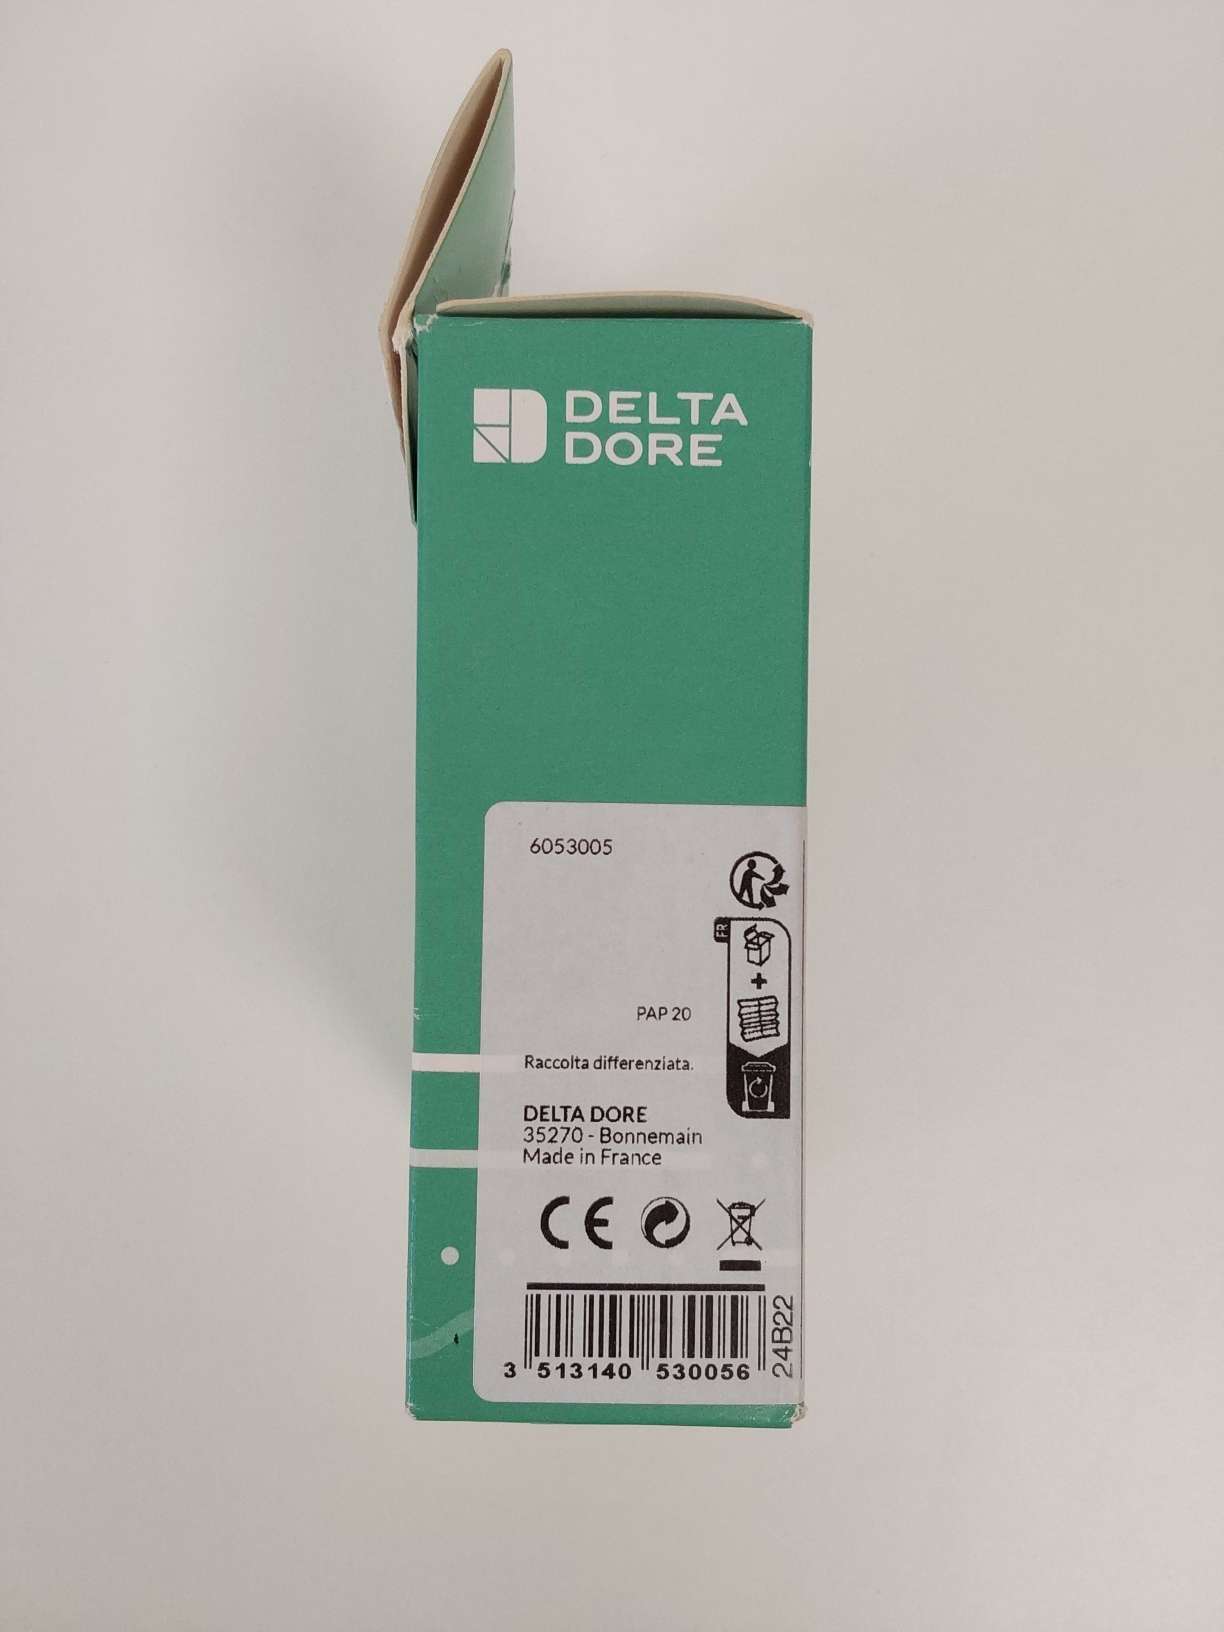 DELTA
DORE
6053005
FR
+
PAP 20
Raccolta differenziata.
DELTA DORE
35270 - Bonnemain
Made in France
CE
3 513140 530056
24B22